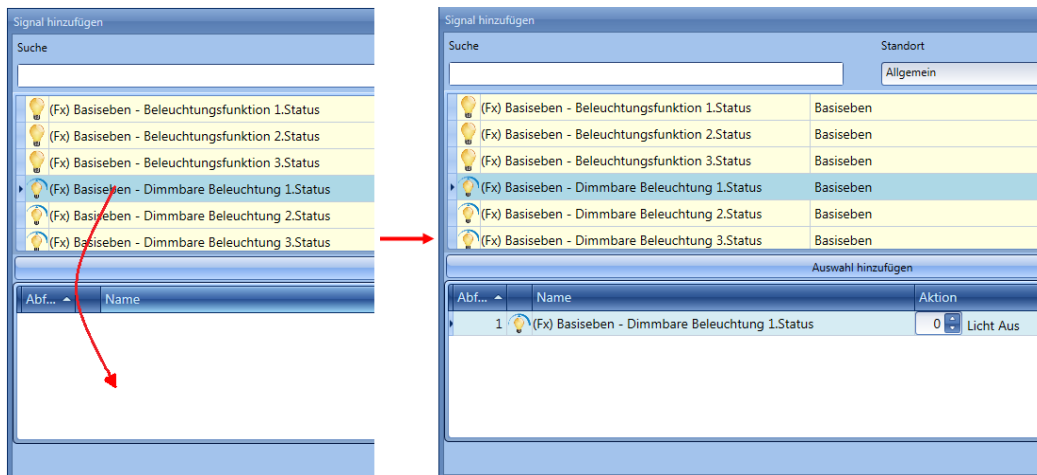 Signal hinzufügen
Suche
(Fx) Basiseben - Beleuchtungsfunktion 1.Status
(Fx) Basiseben - Beleuchtungsfunktion 2.Status
(Fx) Basiseben - Beleuchtungsfunktion 3.Status
(Fx) Basiseben - Dimmbare Beleuchtung 1.Status
(Fx) Basiseben - Dimmbare Beleuchtung 2.Status
(Fx) Basiseben - Dimmbare Beleuchtung 3.Status
Abf... Name
Signal hinzufügen
Suche Standort
Allgemein
(Fx) Basiseben - Beleuchtungsfunktion 1.Status Basiseben
(Fx) Basiseben - Beleuchtungsfunktion 2.Status Basiseben
(Fx) Basiseben - Beleuchtungsfunktion 3.Status Basiseben
(Fx) Basiseben - Dimmbare Beleuchtung 1.Status Basiseben
(Fx) Basiseben - Dimmbare Beleuchtung 2.Status Basiseben
(Fx) Basiseben - Dimmbare Beleuchtung 3.Status Basiseben
Auswahl hinzufügen
Abf... Name Aktion
1 (Fx) Basiseben - Dimmbare Beleuchtung 1.Status 0 Licht Aus